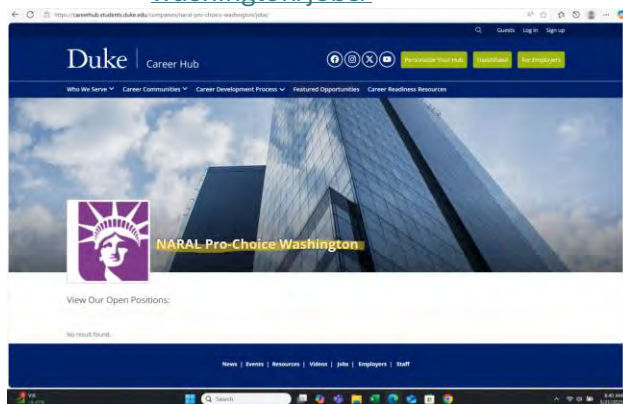 washington/jobs/
https://careerhub.students.duke.edu/companies/naral-pro-choice-washington/jobs/
Guests Log in Sign up
Duke Career Hub
Personalize Your Hub Handshake For Employers
Who We Serve Career Communities Career Development Process Featured Opportunities Career Readiness Resources
NARAL Pro-Choice Washington
View Our Open Positions:
No result found.
News | Events | Resources | Videos | Jobs | Employers | Staff
Search
8:40 AM